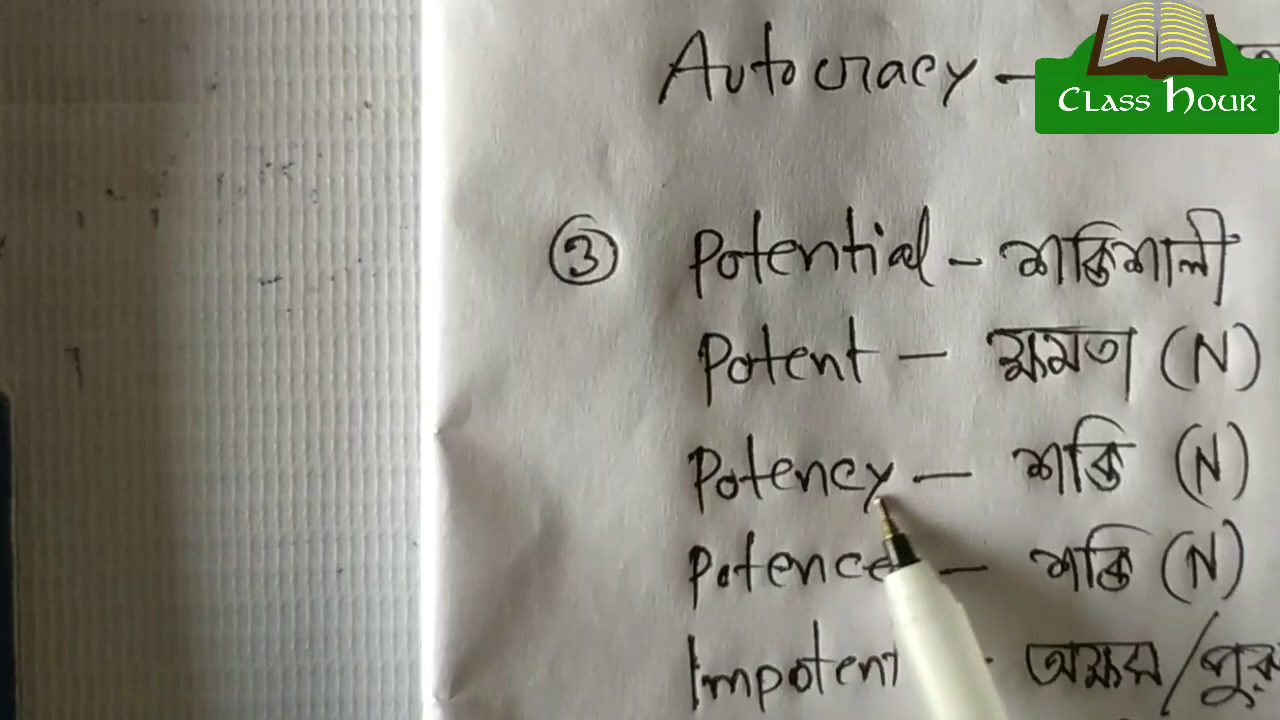 Autocracy –
CLASS HOUR
③ Potential – শক্তিশালী
Potent – ক্ষমতা (N)
Potency – শক্তি (N)
Potence – শক্তি (N)
Impotent - অক্ষম /